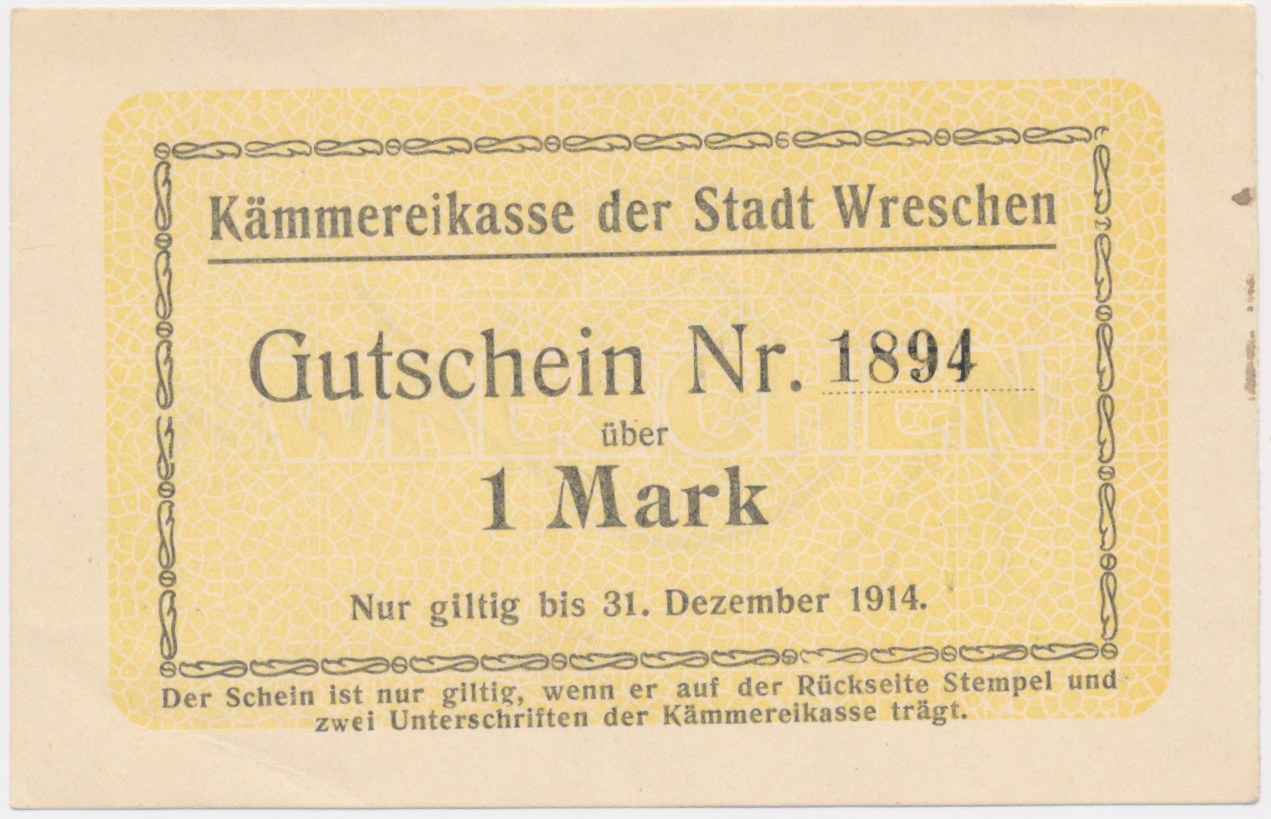 Kämmereikasse der Stadt Wreschen
Gutschein Nr. 1894
WRESCHEN
über
1 Mark
Nur giltig bis 31. Dezember 1914.
Der Schein ist nur giltig, wenn er auf der Rückseite Stempel und
zwei Unterschriften der Kämmereikasse trägt.